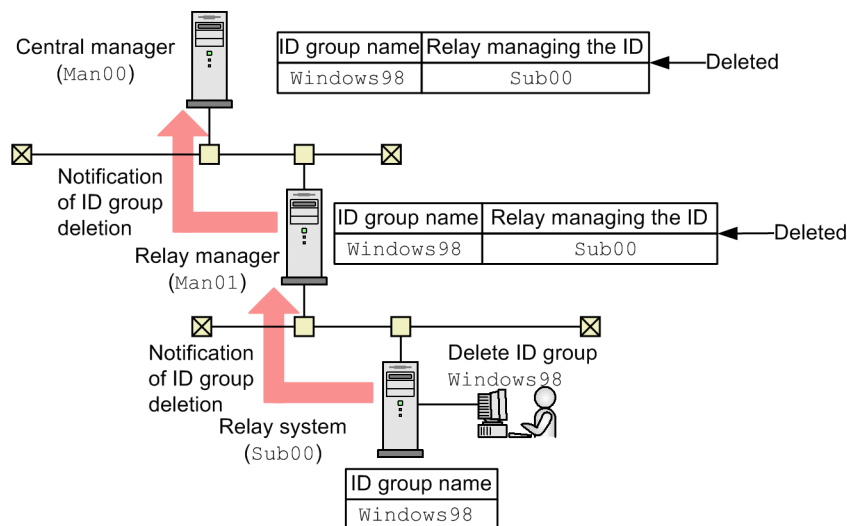 Central manager
(Man00)
ID group name Relay managing the ID
Windows98 Sub00
Deleted
Notification
of ID group
deletion
Relay manager
(Man01)
ID group name Relay managing the ID
Windows98 Sub00
Deleted
Notification
of ID group
deletion
Delete ID group
Windows98
Relay system
(Sub00)
ID group name
Windows98